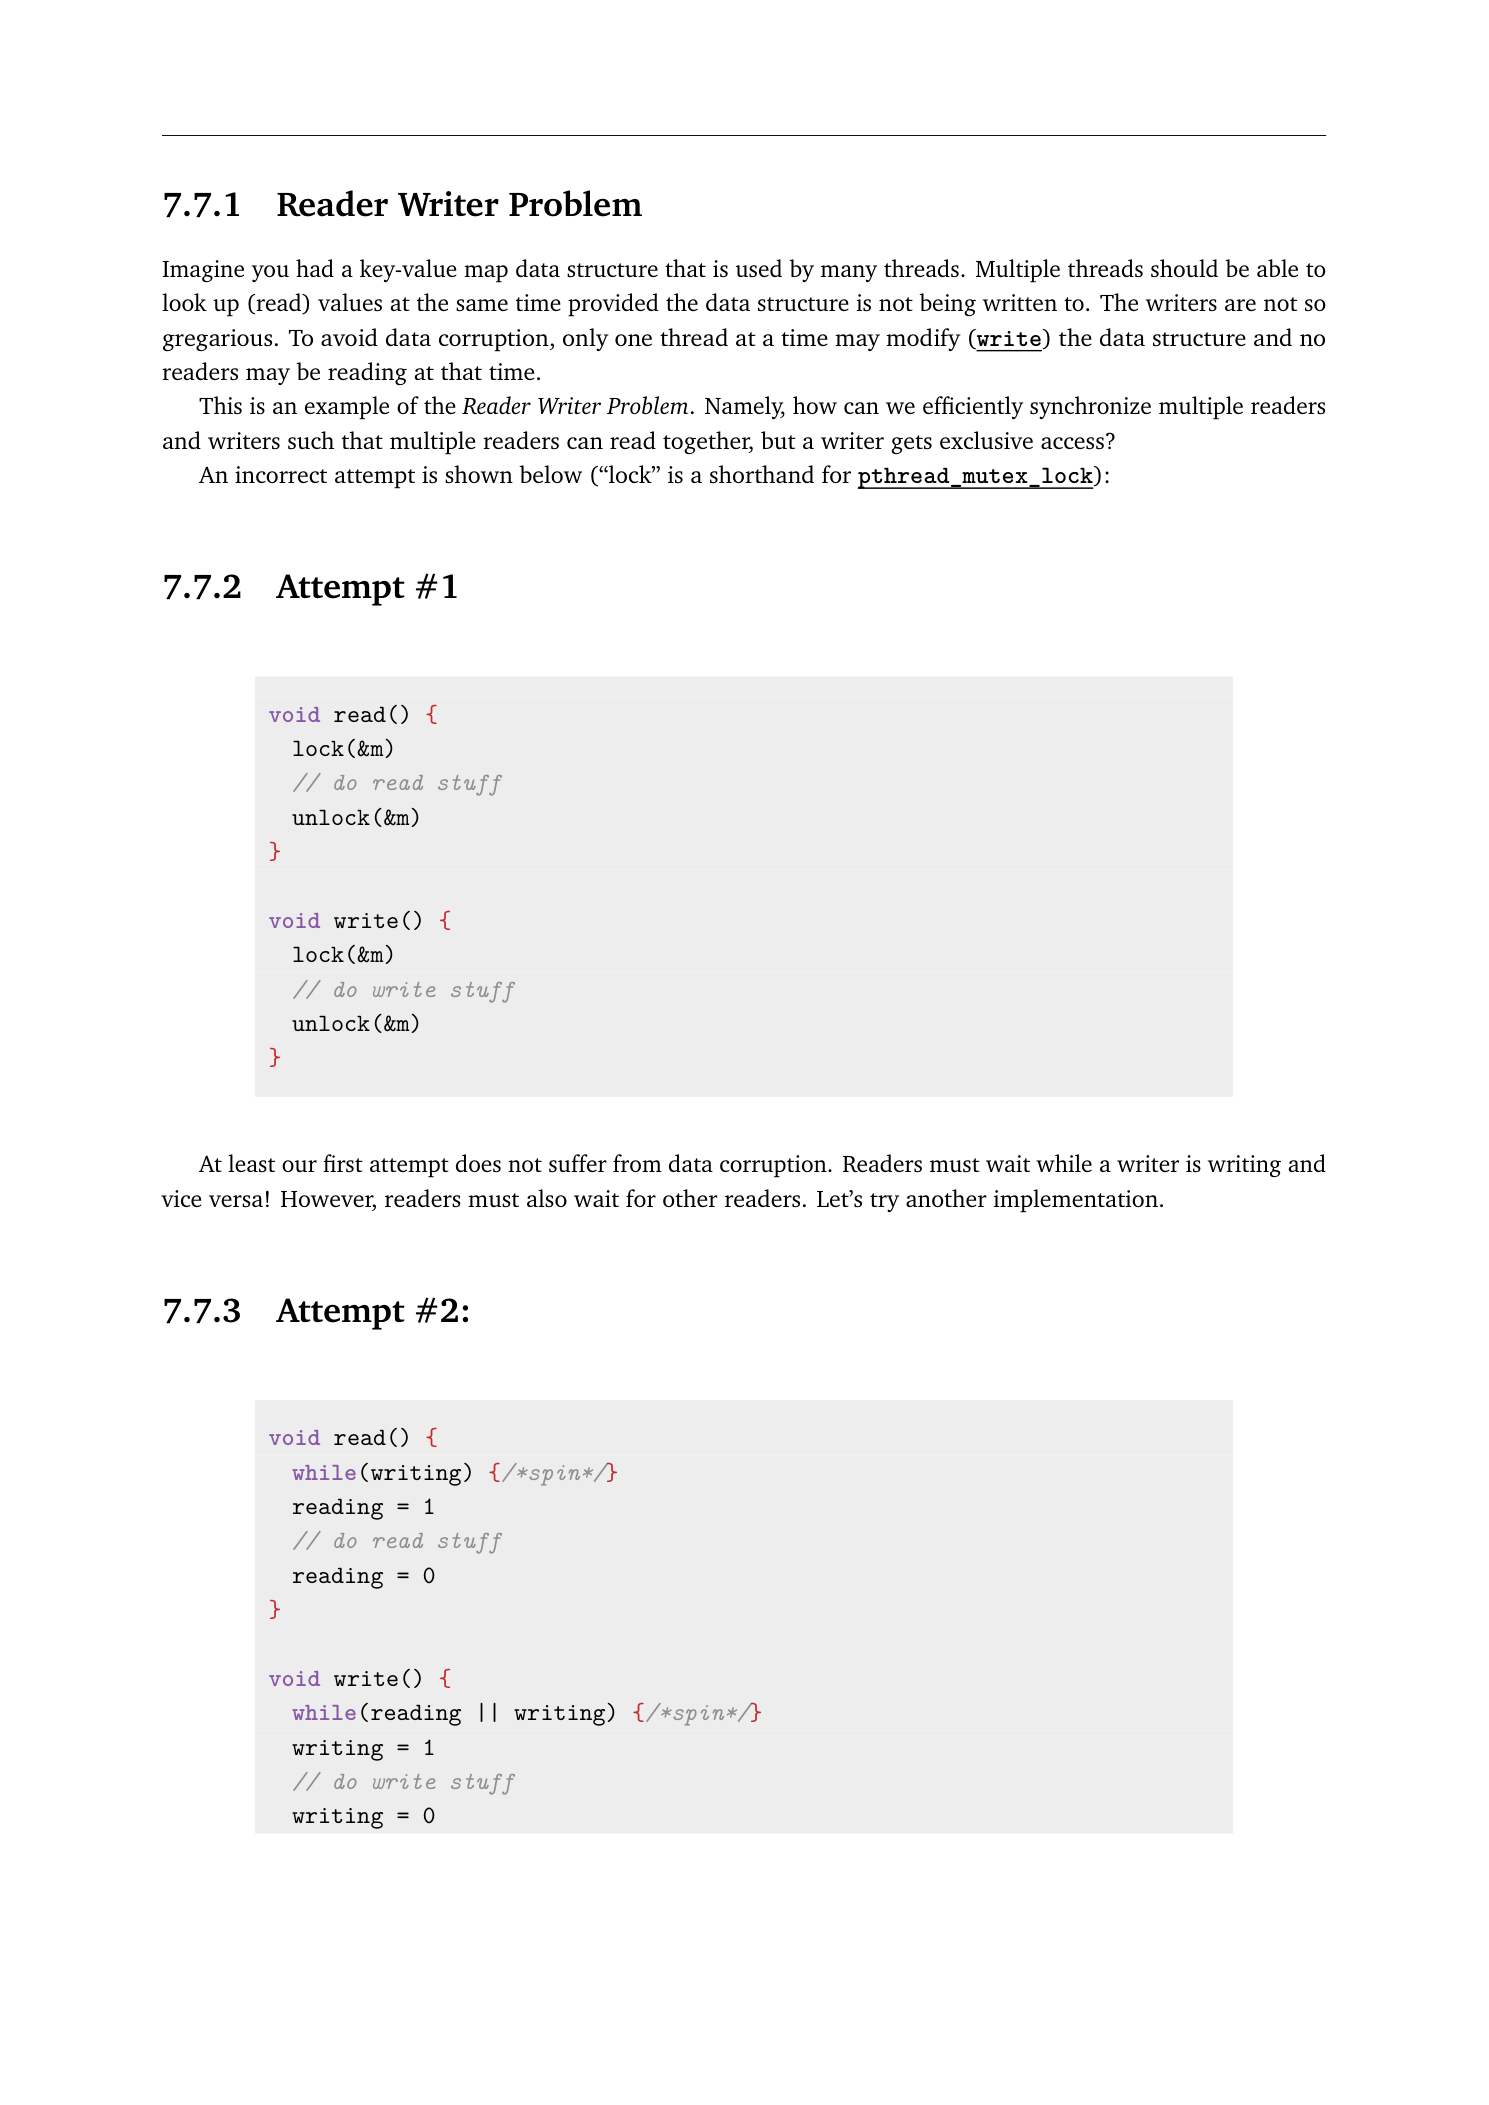 7.7.1 Reader Writer Problem
Imagine you had a key-value map data structure that is used by many threads. Multiple threads should be able to
look up (read) values at the same time provided the data structure is not being written to. The writers are not so
gregarious. To avoid data corruption, only one thread at a time may modify (write) the data structure and no
readers may be reading at that time.
This is an example of the Reader Writer Problem. Namely, how can we efficiently synchronize multiple readers
and writers such that multiple readers can read together, but a writer gets exclusive access?
An incorrect attempt is shown below (“lock” is a shorthand for pthread_mutex_lock):
7.7.2 Attempt #1
void read() {
  lock(&m)
  // do read stuff
  unlock(&m)
}
void write() {
  lock(&m)
  // do write stuff
  unlock(&m)
}
At least our first attempt does not suffer from data corruption. Readers must wait while a writer is writing and
vice versa! However, readers must also wait for other readers. Let’s try another implementation.
7.7.3 Attempt #2:
void read() {
  while(writing) {/*spin*/}
  reading = 1
  // do read stuff
  reading = 0
}
void write() {
  while(reading || writing) {/*spin*/}
  writing = 1
  // do write stuff
  writing = 0